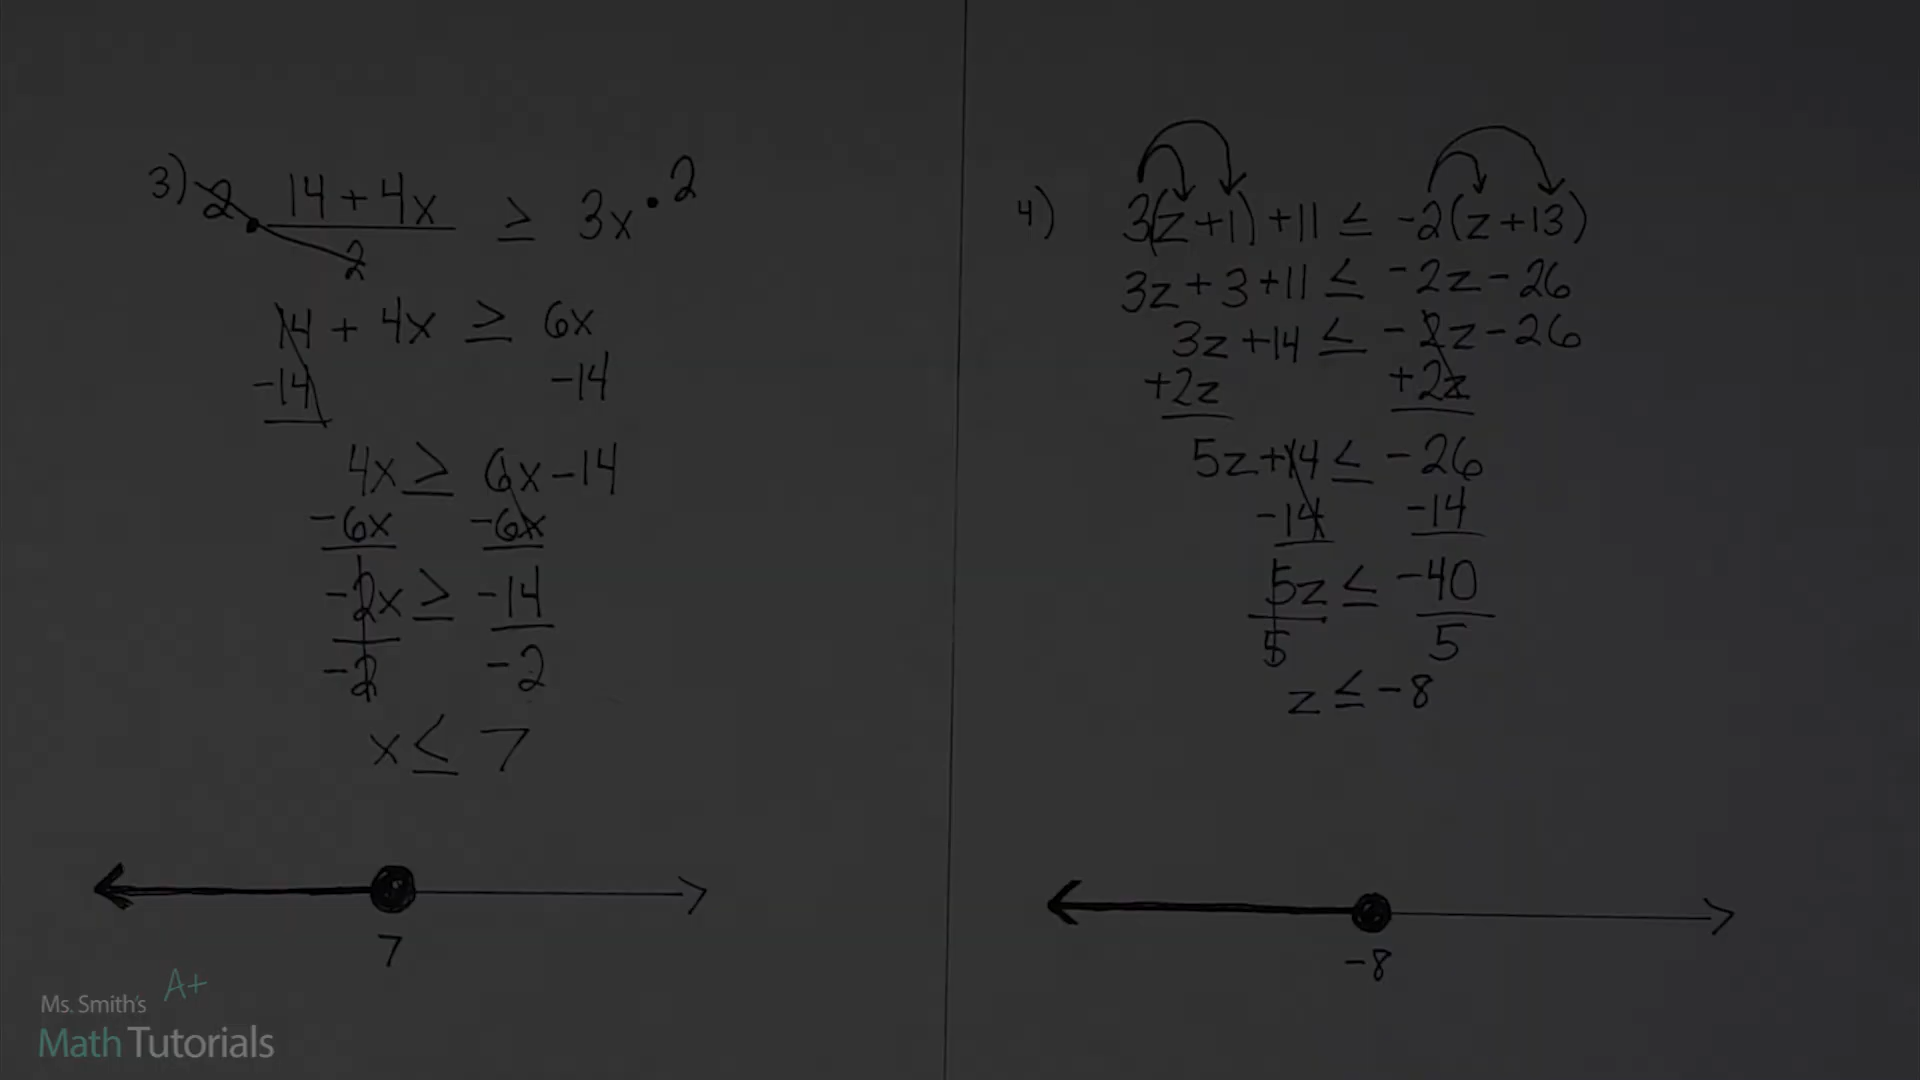 3) 2 · (14 + 4x)/2 ≥ 3x · 2
14 + 4x ≥ 6x
-14 -14
4x ≥ 6x - 14
-6x -6x
-2x ≥ -14
-2 -2
x ≤ 7
7
4) 3(z + 1) + 11 ≤ -2(z + 13)
3z + 3 + 11 ≤ -2z - 26
3z + 14 ≤ -2z - 26
+2z +2z
5z + 14 ≤ -26
-14 -14
5z ≤ -40
5 5
z ≤ -8
-8
Ms. Smith's A+
Math Tutorials